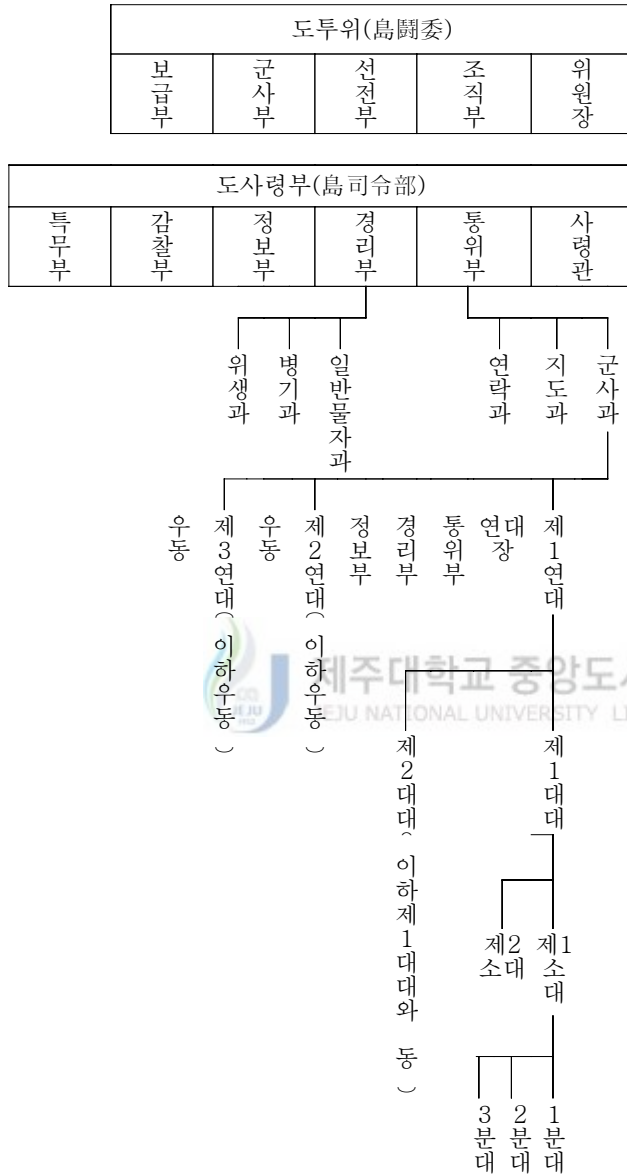 도투위(島鬪委)
보급부
군사부
선전부
조직부
위원장
도사령부(島司令部)
특무부
감찰부
정보부
경리부
통위부
사령관
위생과
병기과
일반물자과
연락과
지도과
군사과
우동
제3연대(이하우동)
우동
제2연대(이하우동)
정보부
경리부
통위부
연대장
제1연대
제주대학교 중앙도
JEJU NATIONAL UNIVERSITY LI
JEJU
1952
제2대대(이하제1대대와 동)
제1대대
제2소대
제1소대
3분대
2분대
1분대